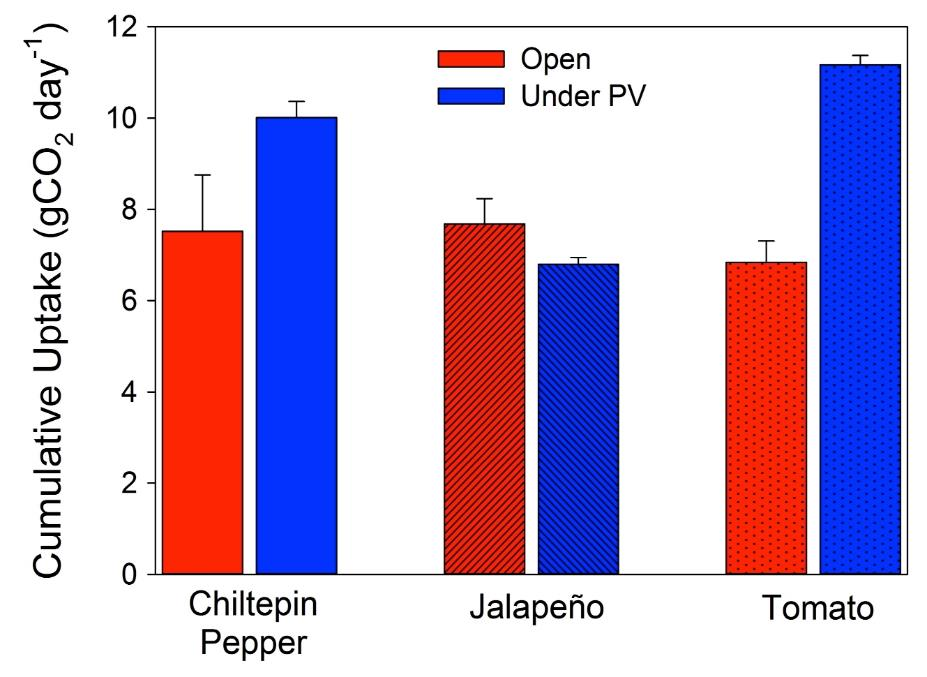 Cumulative Uptake (gCO₂ day⁻¹)
12
10
8
6
4
2
0
Open
Under PV
Chiltepin
Pepper
Jalapeño
Tomato